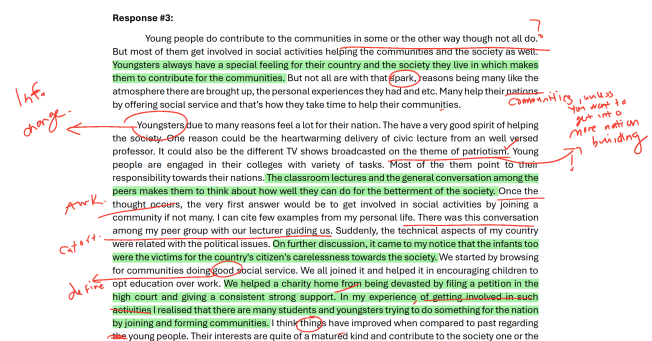 Response #3:
Young people do contribute to the communities in some or the other way though not all do.
?
But most of them get involved in social activities helping the communities and the society as well.
Youngsters always have a special feeling for their country and the society they live in which makes
them to contribute for the communities. But not all are with that spark, reasons being many like the
atmosphere there are brought up, the personal experiences they had and etc. Many help their nations
by offering social service and that's how they take time to help their communities.
communities, unless
you want to
get into
more nation
building
!
Info.
change.
Youngsters due to many reasons feel a lot for their nation. The have a very good spirit of helping
the society. One reason could be the heartwarming delivery of civic lecture from an well versed
professor. It could also be the different TV shows broadcasted on the theme of patriotism. Young
people are engaged in their colleges with variety of tasks. Most of the them point to their
responsibility towards their nations. The classroom lectures and the general conversation among the
peers makes them to think about how well they can do for the betterment of the society. Once the
Awk.
thought occurs, the very first answer would be to get involved in social activities by joining a
community if not many. I can cite few examples from my personal life. There was this conversation
among my peer group with our lecturer guiding us. Suddenly, the technical aspects of my country
cut off.
were related with the political issues. On further discussion, it came to my notice that the infants too
were the victims for the country's citizen's carelessness towards the society. We started by browsing
for communities doing good social service. We all joined it and helped it in encouraging children to
define
opt education over work. We helped a charity home from being devasted by filing a petition in the
high court and giving a consistent strong support. In my experience of getting involved in such
activities I realised that there are many students and youngsters trying to do something for the nation
by joining and forming communities. I think things have improved when compared to past regarding
the young people. Their interests are of quite of a matured kind and contribute to the society one or the